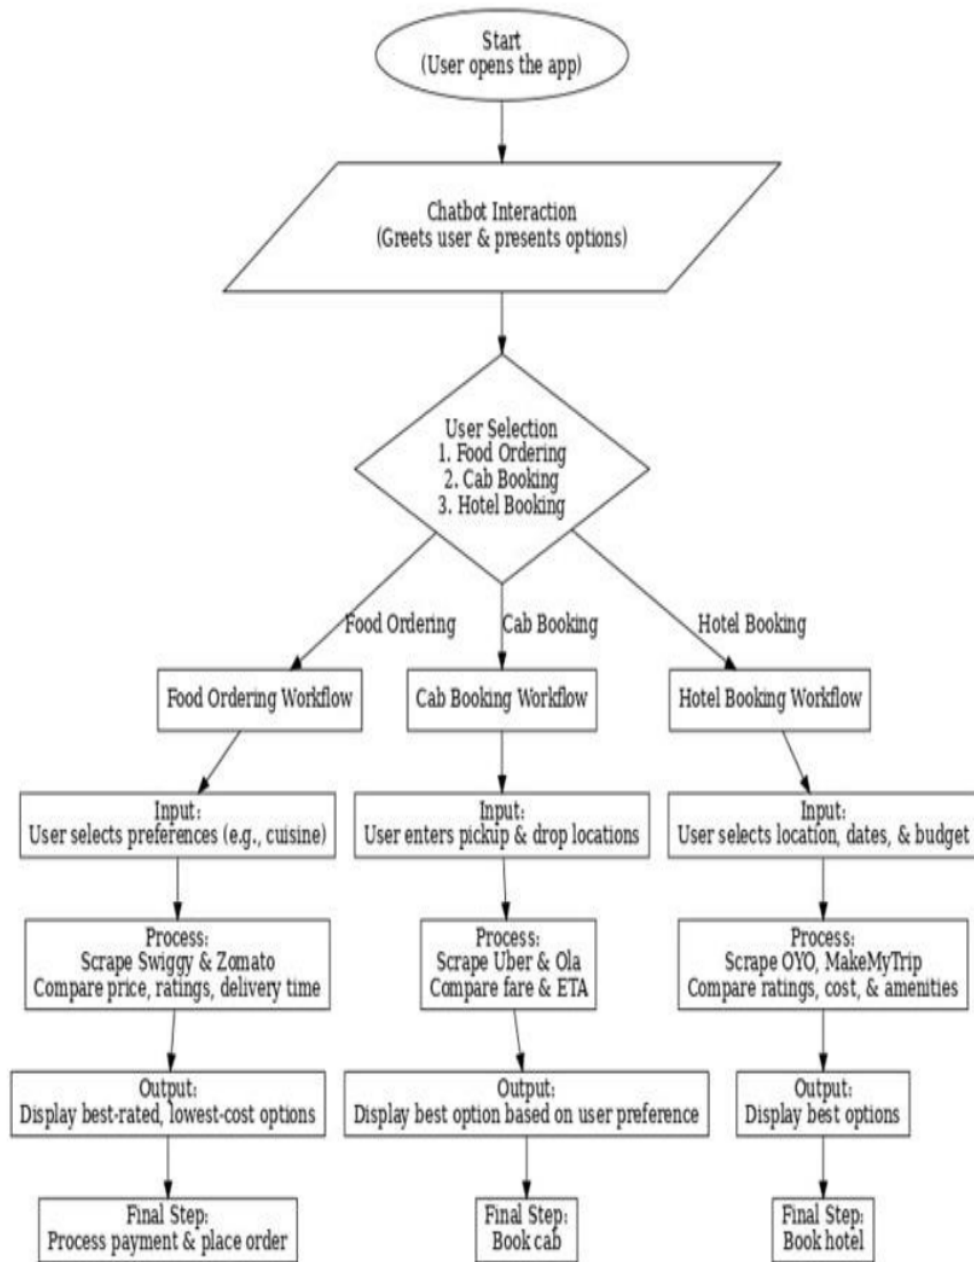 Start
(User opens the app)
Chatbot Interaction
(Greets user & presents options)
User Selection
1. Food Ordering
2. Cab Booking
3. Hotel Booking
Food Ordering
Cab Booking
Hotel Booking
Food Ordering Workflow
Cab Booking Workflow
Hotel Booking Workflow
Input:
User selects preferences (e.g., cuisine)
Input:
User enters pickup & drop locations
Input:
User selects location, dates, & budget
Process:
Scrape Swiggy & Zomato
Compare price, ratings, delivery time
Process:
Scrape Uber & Ola
Compare fare & ETA
Process:
Scrape OYO, MakeMyTrip
Compare ratings, cost, & amenities
Output:
Display best-rated, lowest-cost options
Output:
Display best option based on user preference
Output:
Display best options
Final Step:
Process payment & place order
Final Step:
Book cab
Final Step:
Book hotel